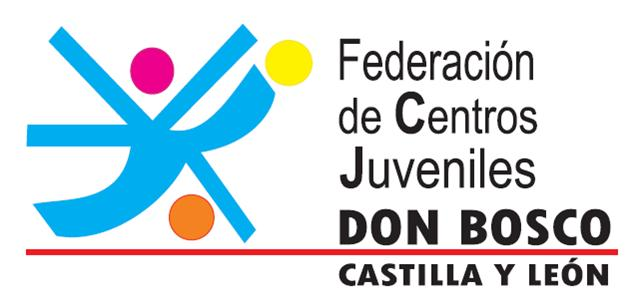 Federación
de Centros
Juveniles
DON BOSCO
CASTILLA Y LEÓN